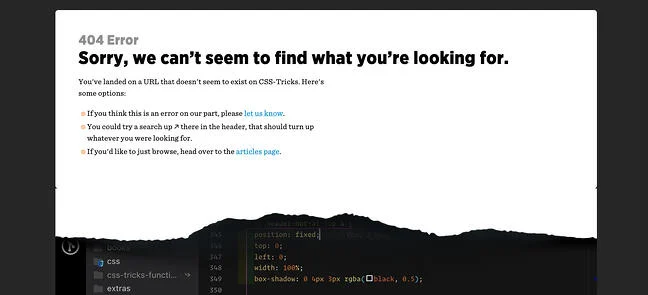 404 Error
Sorry, we can’t seem to find what you’re looking for.
You've landed on a URL that doesn't seem to exist on CSS-Tricks. Here's
some options:
If you think this is an error on our part, please let us know.
You could try a search up ↗ there in the header, that should turn up
whatever you were looking for.
If you'd like to just browse, head over to the articles page.
345 position: fixed;
books
346 top: 0;
css
347 left: 0;
css-tricks-functi...
348 width: 100%;
extras
349 box-shadow: 0 4px 3px rgba(black, 0.5);
350